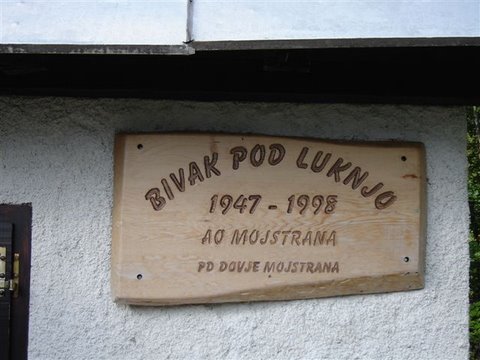 BIVAK POD LUKNJO
1947 - 1998
AO MOJSTRANA
PD DOVJE MOJSTRANA